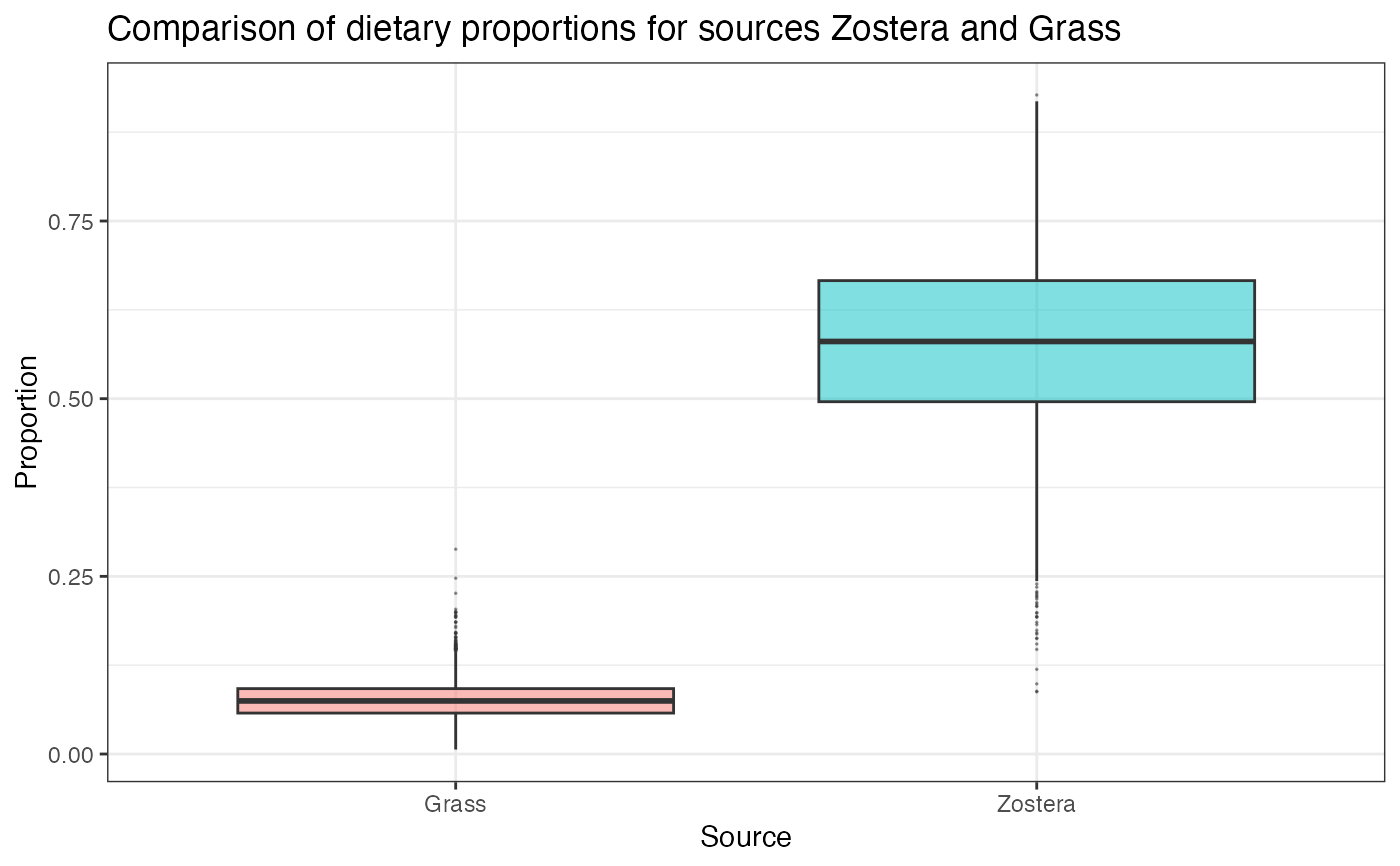 Comparison of dietary proportions for sources Zostera and Grass
Proportion
0.75
0.50
0.25
0.00
Grass
Zostera
Source